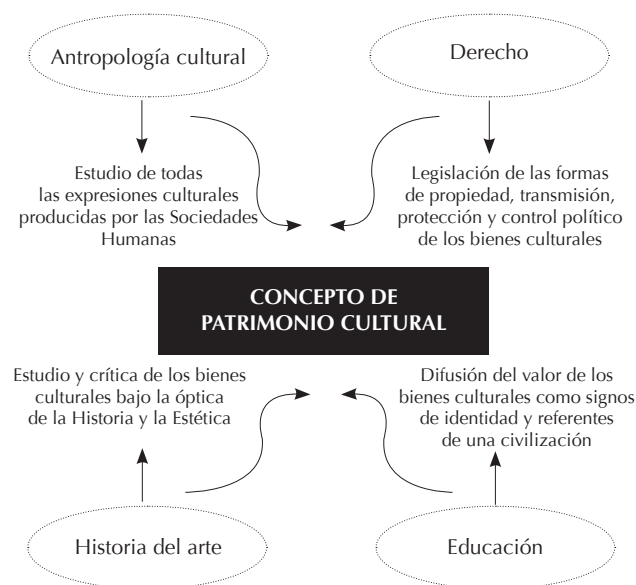 Antropología cultural
Derecho
Estudio de todas
las expresiones culturales
producidas por las Sociedades
Humanas
Legislación de las formas
de propiedad, transmisión,
protección y control político
de los bienes culturales
CONCEPTO DE
PATRIMONIO CULTURAL
Estudio y crítica de los bienes
culturales bajo la óptica
de la Historia y la Estética
Difusión del valor de los
bienes culturales como signos
de identidad y referentes
de una civilización
Historia del arte
Educación